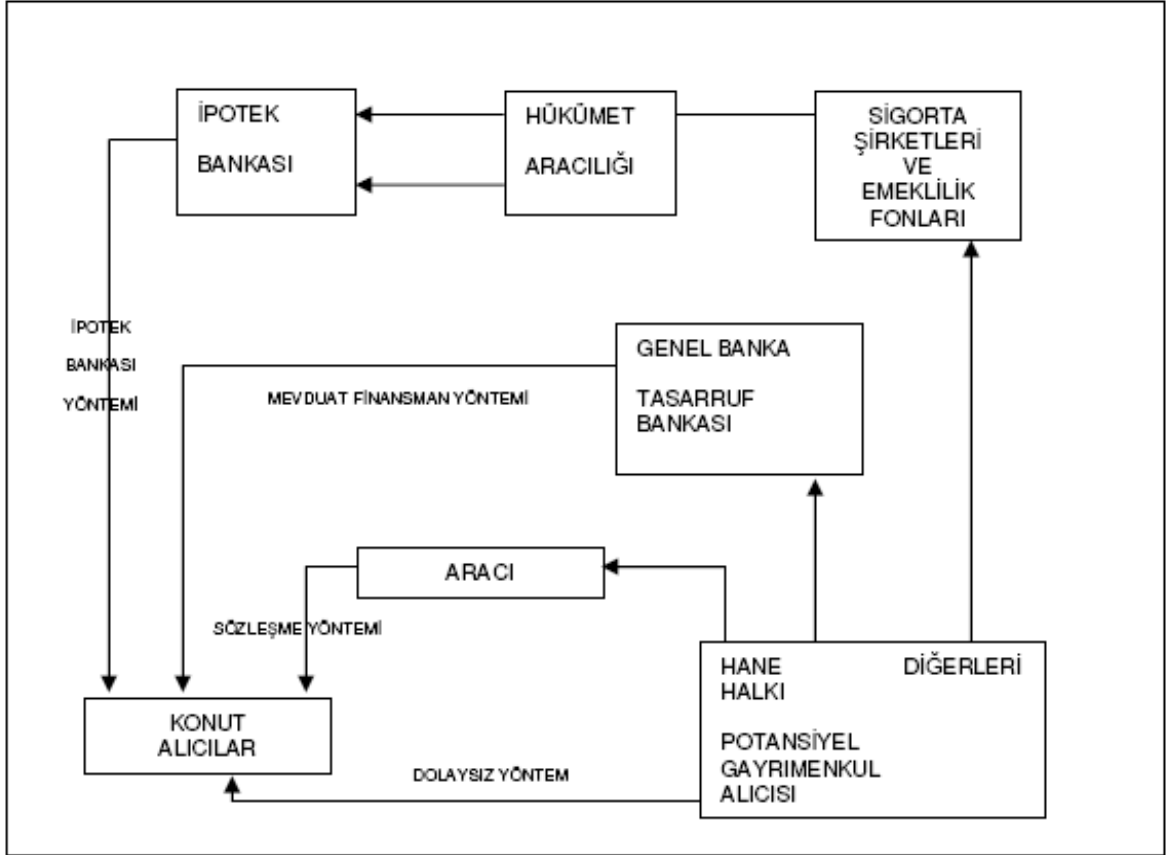 İPOTEK
BANKASI
HÜKÜMET
ARACILIĞI
SİGORTA
ŞİRKETLERİ
VE
EMEKLİLİK
FONLARI
İPOTEK
BANKASI
YÖNTEMİ
GENEL BANKA
TASARRUF
BANKASI
MEVDUAT FİNANSMAN YÖNTEMİ
ARACI
SÖZLEŞME YÖNTEMİ
HANE
HALKI
DİĞERLERİ
POTANSİYEL
GAYRIMENKUL
ALICISI
KONUT
ALICILAR
DOLAYSIZ YÖNTEM